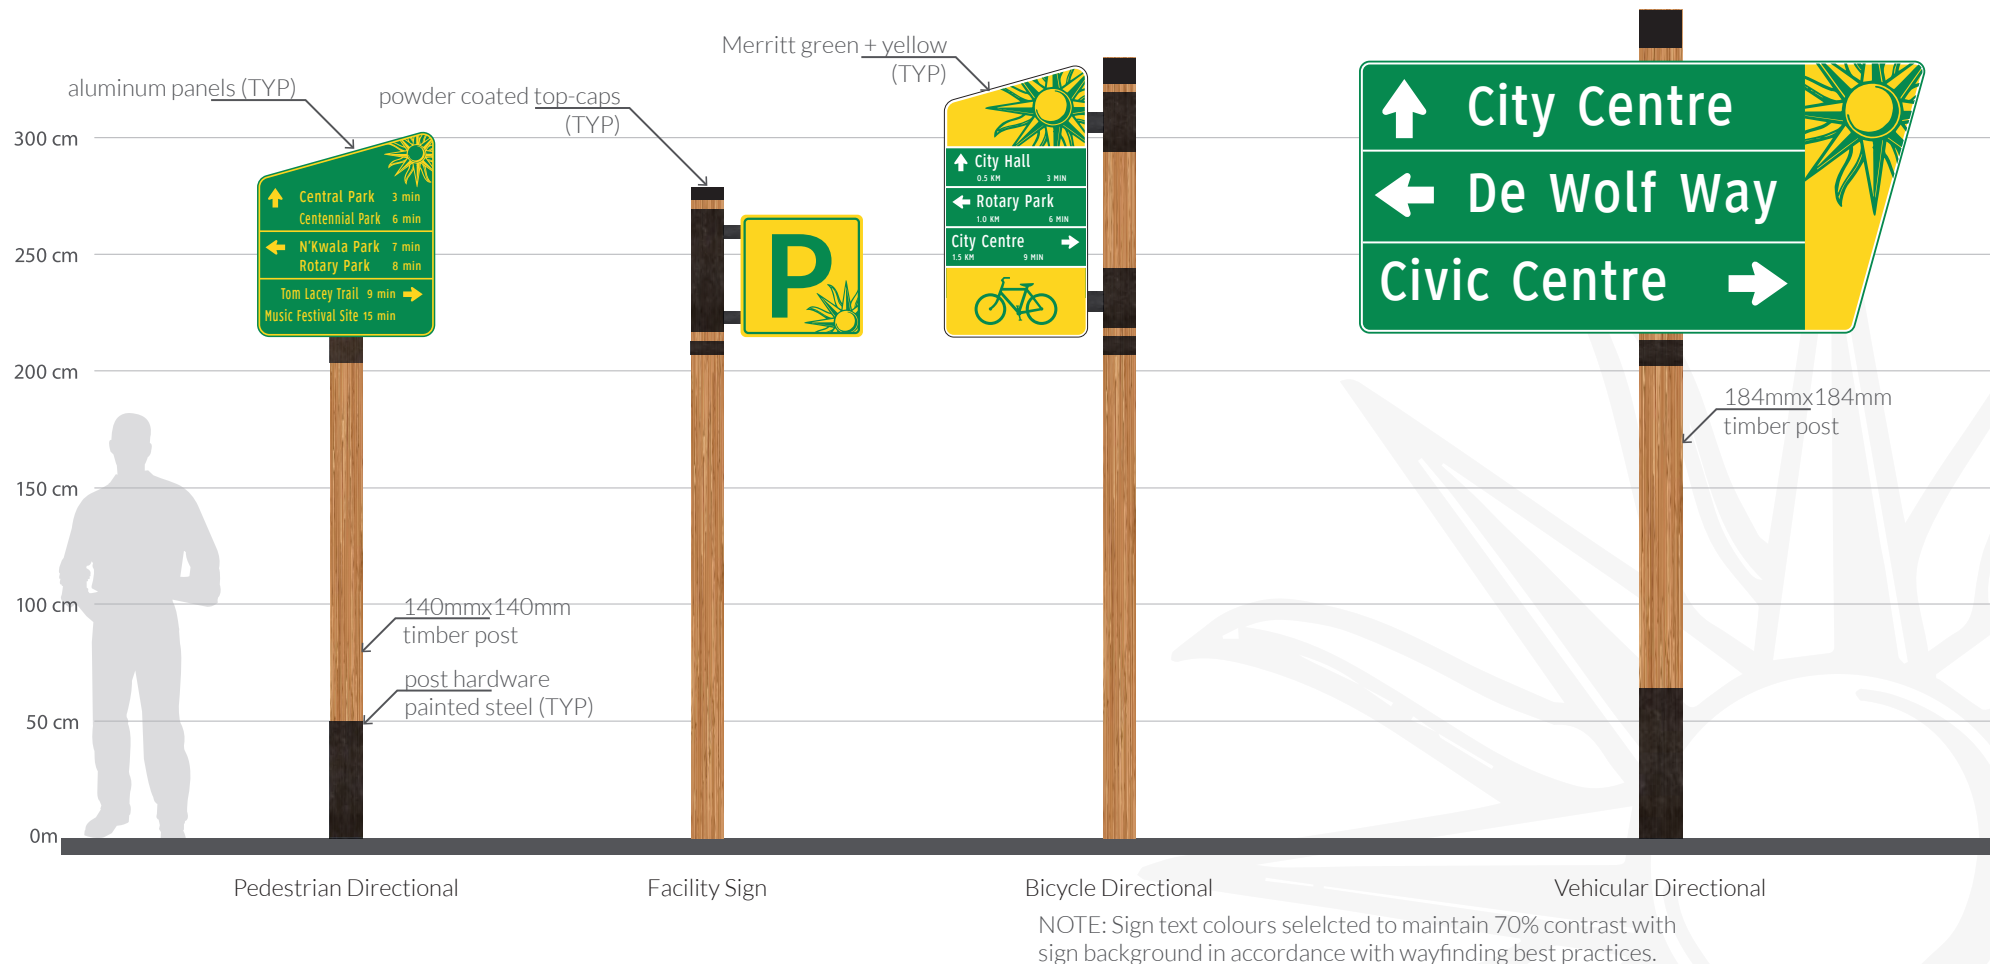 aluminum panels (TYP)
powder coated top-caps
(TYP)
Merritt green + yellow
(TYP)
300 cm
250 cm
200 cm
150 cm
100 cm
50 cm
0m
Central Park 3 min
Centennial Park 6 min
N'Kwala Park 7 min
Rotary Park 8 min
Tom Lacey Trail 9 min
Music Festival Site 15 min
P
City Hall
0.5 KM 3 MIN
Rotary Park
1.0 KM 6 MIN
City Centre
1.5 KM 9 MIN
City Centre
De Wolf Way
Civic Centre
184mmx184mm
timber post
140mmx140mm
timber post
post hardware
painted steel (TYP)
Pedestrian Directional
Facility Sign
Bicycle Directional
Vehicular Directional
NOTE: Sign text colours selelcted to maintain 70% contrast with
sign background in accordance with wayfinding best practices.